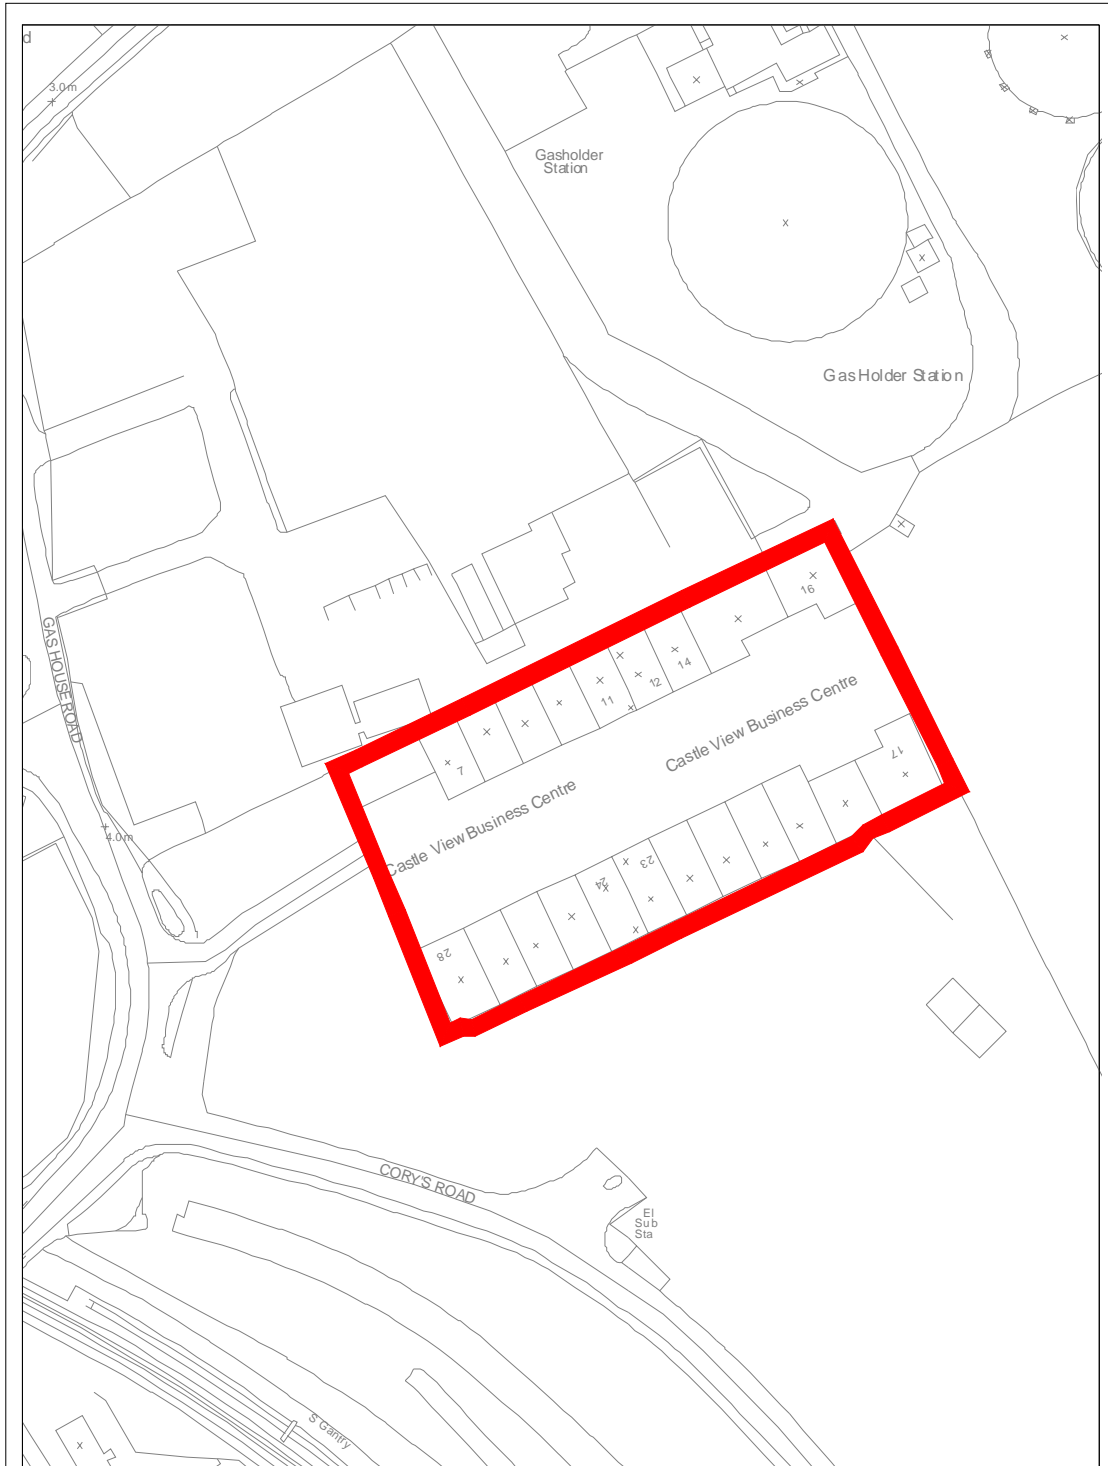 d
3.0m
Gasholder
Station
Gas Holder Station
16
GAS HOUSE ROAD
14
12
11
Castle View Business Centre
7
17
Castle View Business Centre
4.0m
23
24
28
CORY'S ROAD
El
Sub
Sta
S Gantry